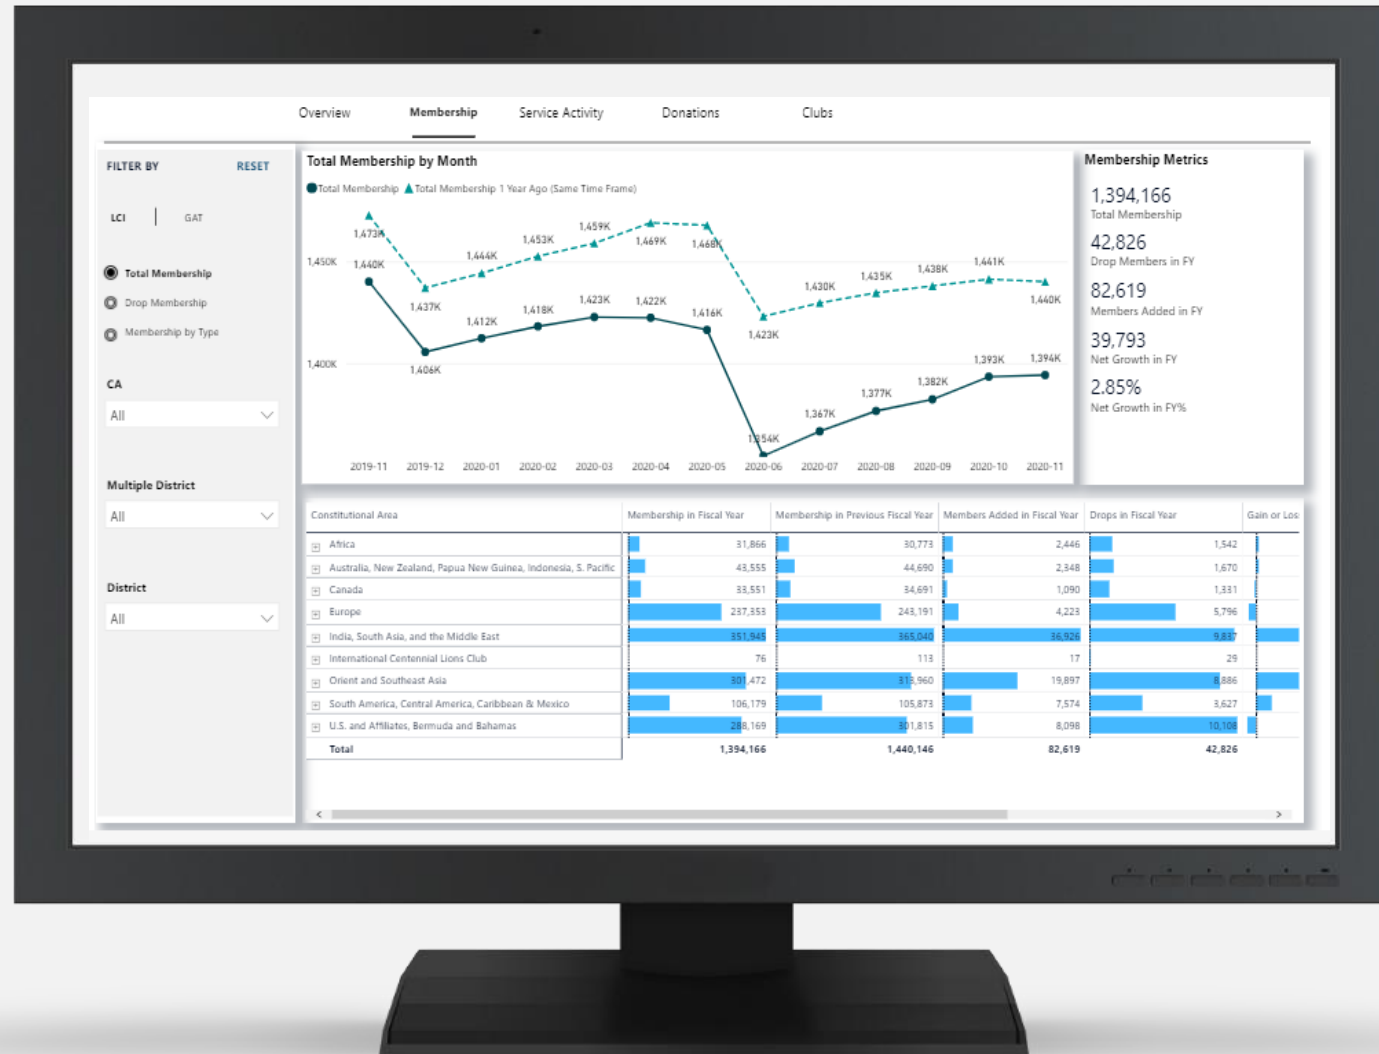 Overview Membership Service Activity Donations Clubs
FILTER BY RESET
LCI GAT
Total Membership
Drop Membership
Membership by Type
CA
All
Multiple District
All
District
All
Total Membership by Month
Total Membership Total Membership 1 Year Ago (Same Time Frame)
1,450K
1,400K
1,473K 1,437K 1,444K 1,453K 1,459K 1,469K 1,468K 1,423K 1,430K 1,435K 1,438K 1,441K 1,440K
1,440K 1,406K 1,412K 1,418K 1,423K 1,422K 1,416K 1,354K 1,367K 1,377K 1,382K 1,393K 1,394K
2019-11 2019-12 2020-01 2020-02 2020-03 2020-04 2020-05 2020-06 2020-07 2020-08 2020-09 2020-10 2020-11
Membership Metrics
1,394,166
Total Membership
42,826
Drop Members in FY
82,619
Members Added in FY
39,793
Net Growth in FY
2.85%
Net Growth in FY%
Constitutional Area Membership in Fiscal Year Membership in Previous Fiscal Year Members Added in Fiscal Year Drops in Fiscal Year Gain or Los
Africa 31,866 30,773 2,446 1,542
Australia, New Zealand, Papua New Guinea, Indonesia, S. Pacific 43,555 44,690 2,348 1,670
Canada 33,551 34,691 1,090 1,331
Europe 237,353 243,191 4,223 5,796
India, South Asia, and the Middle East 351,945 365,040 36,926 9,837
International Centennial Lions Club 76 113 17 29
Orient and Southeast Asia 301,472 313,960 19,897 8,886
South America, Central America, Caribbean & Mexico 106,179 105,873 7,574 3,627
U.S. and Affiliates, Bermuda and Bahamas 288,169 301,815 8,098 10,108
Total 1,394,166 1,440,146 82,619 42,826